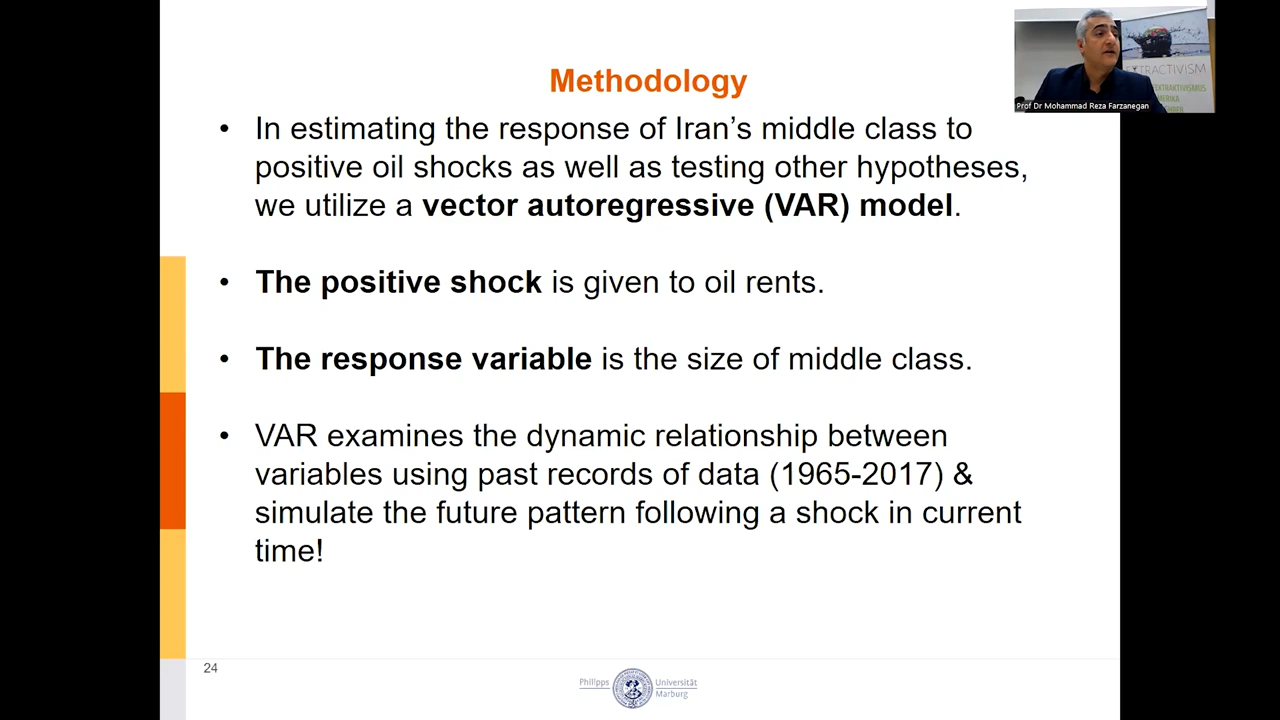 Methodology
• In estimating the response of Iran’s middle class to
positive oil shocks as well as testing other hypotheses,
we utilize a vector autoregressive (VAR) model.
• The positive shock is given to oil rents.
• The response variable is the size of middle class.
• VAR examines the dynamic relationship between
variables using past records of data (1965-2017) &
simulate the future pattern following a shock in current
time!
24
Philipps Universität
Marburg
EXTRACTIVISM
Prof Dr Mohammad Reza Farzanegan